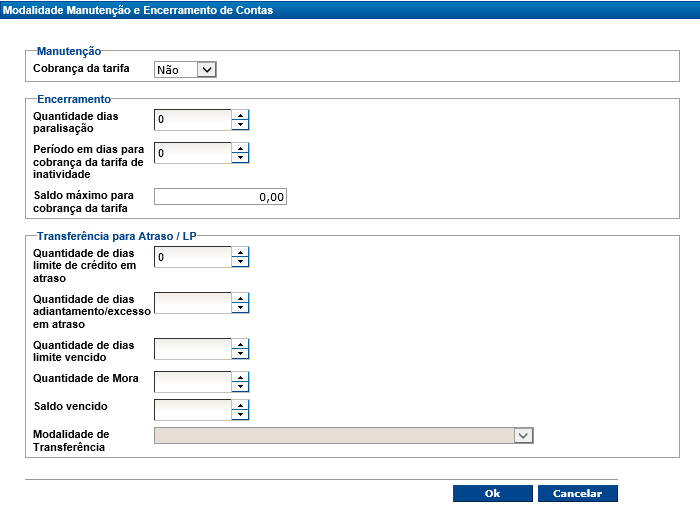 Modalidade Manutenção e Encerramento de Contas
Manutenção
Cobrança da tarifa
Não
Encerramento
Quantidade dias
paralisação
0
Período em dias para
cobrança da tarifa de
inatividade
0
Saldo máximo para
cobrança da tarifa
0,00
Transferência para Atraso / LP
Quantidade de dias
limite de crédito em
atraso
0
Quantidade de dias
adiantamento/excesso
em atraso
Quantidade de dias
limite vencido
Quantidade de Mora
Saldo vencido
Modalidade de
Transferência
Ok
Cancelar